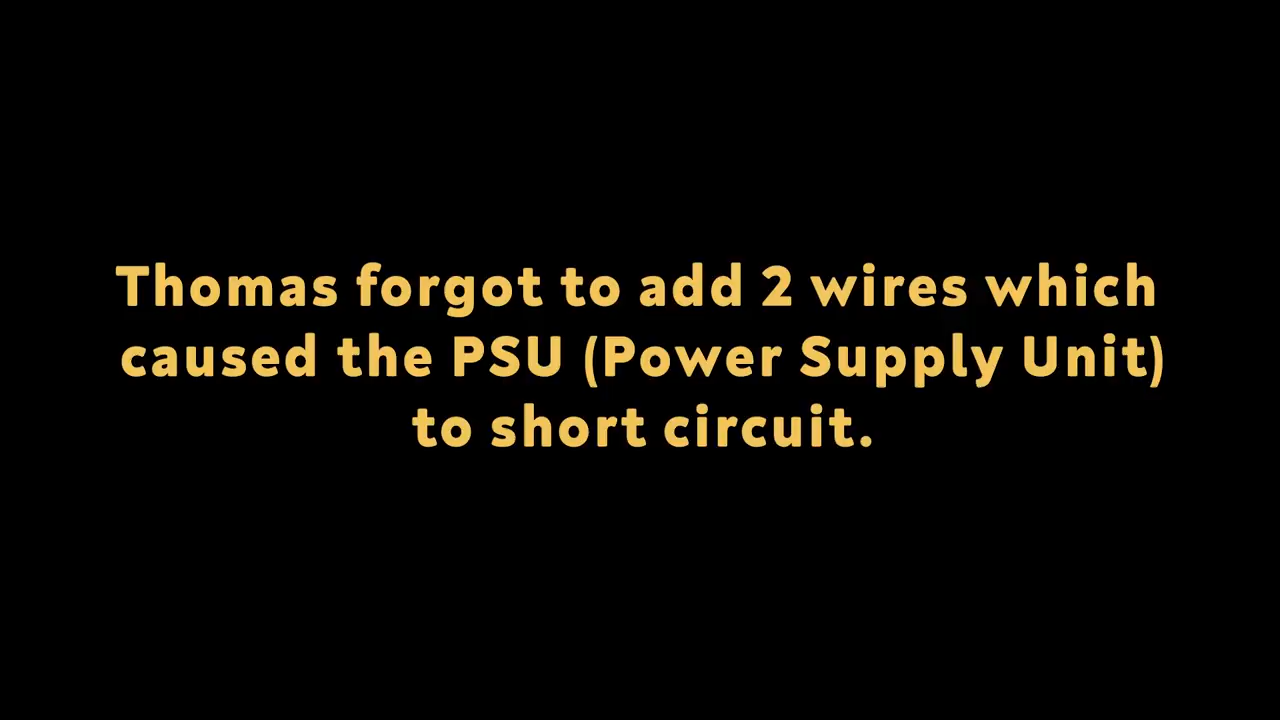 Thomas forgot to add 2 wires which
caused the PSU (Power Supply Unit)
to short circuit.